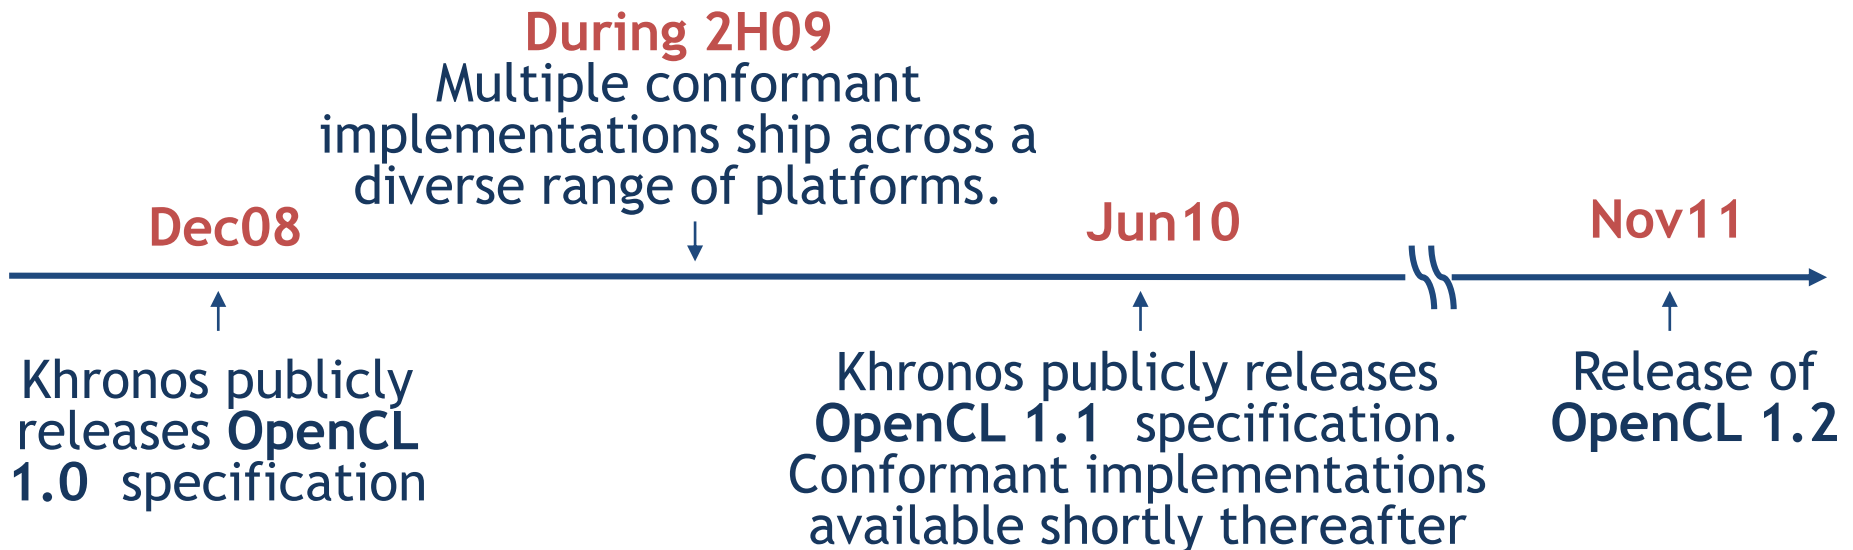 During 2H09
Multiple conformant
implementations ship across a
diverse range of platforms.
Dec08
Jun10
Nov11
Khronos publicly
releases OpenCL
1.0 specification
Khronos publicly releases
OpenCL 1.1 specification.
Conformant implementations
available shortly thereafter
Release of
OpenCL 1.2